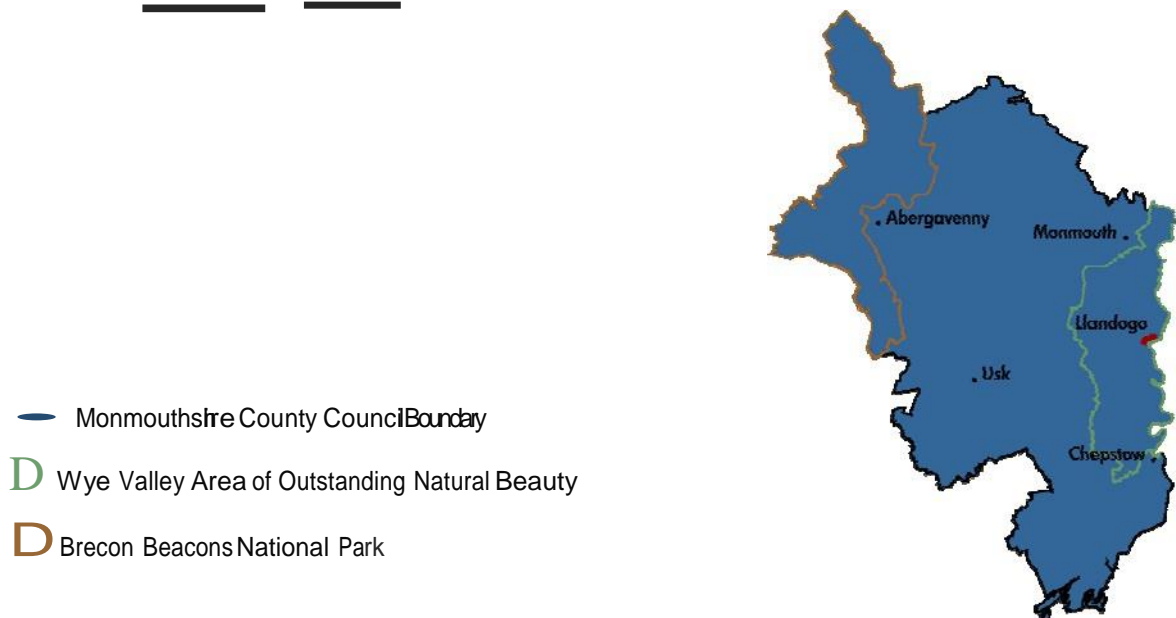 Abergavenny
Monmouth
Llandogo
Usk
Chepstow
Monmouthshire County Council Boundary
D Wye Valley Area of Outstanding Natural Beauty
D Brecon Beacons National Park